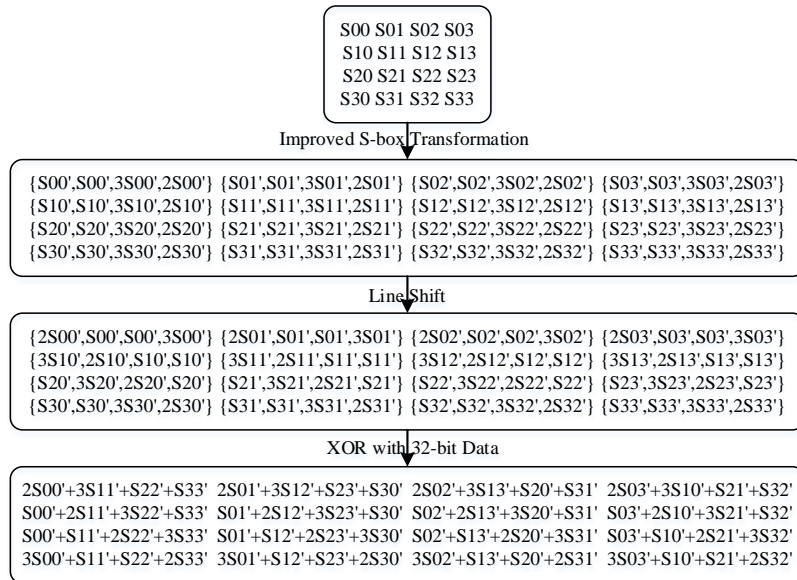 S00 S01 S02 S03
S10 S11 S12 S13
S20 S21 S22 S23
S30 S31 S32 S33
Improved S-box Transformation
{S00',S00',3S00',2S00'} {S01',S01',3S01',2S01'} {S02',S02',3S02',2S02'} {S03',S03',3S03',2S03'}
{S10',S10',3S10',2S10'} {S11',S11',3S11',2S11'} {S12',S12',3S12',2S12'} {S13',S13',3S13',2S13'}
{S20',S20',3S20',2S20'} {S21',S21',3S21',2S21'} {S22',S22',3S22',2S22'} {S23',S23',3S23',2S23'}
{S30',S30',3S30',2S30'} {S31',S31',3S31',2S31'} {S32',S32',3S32',2S32'} {S33',S33',3S33',2S33'}
Line Shift
{2S00',S00',S00',3S00'} {2S01',S01',S01',3S01'} {2S02',S02',S02',3S02'} {2S03',S03',S03',3S03'}
{3S10',2S10',S10',S10'} {3S11',2S11',S11',S11'} {3S12',2S12',S12',S12'} {3S13',2S13',S13',S13'}
{S20',3S20',2S20',S20'} {S21',3S21',2S21',S21'} {S22',3S22',2S22',S22'} {S23',3S23',2S23',S23'}
{S30',S30',3S30',2S30'} {S31',S31',3S31',2S31'} {S32',S32',3S32',2S32'} {S33',S33',3S33',2S33'}
XOR with 32-bit Data
2S00'+3S11'+S22'+S33' 2S01'+3S12'+S23'+S30' 2S02'+3S13'+S20'+S31' 2S03'+3S10'+S21'+S32'
S00'+2S11'+3S22'+S33' S01'+2S12'+3S23'+S30' S02'+2S13'+3S20'+S31' S03'+2S10'+3S21'+S32'
S00'+S11'+2S22'+3S33' S01'+S12'+2S23'+3S30' S02'+S13'+2S20'+3S31' S03'+S10'+2S21'+3S32'
3S00'+S11'+S22'+2S33' 3S01'+S12'+S23'+2S30' 3S02'+S13'+S20'+2S31' 3S03'+S10'+S21'+2S32'